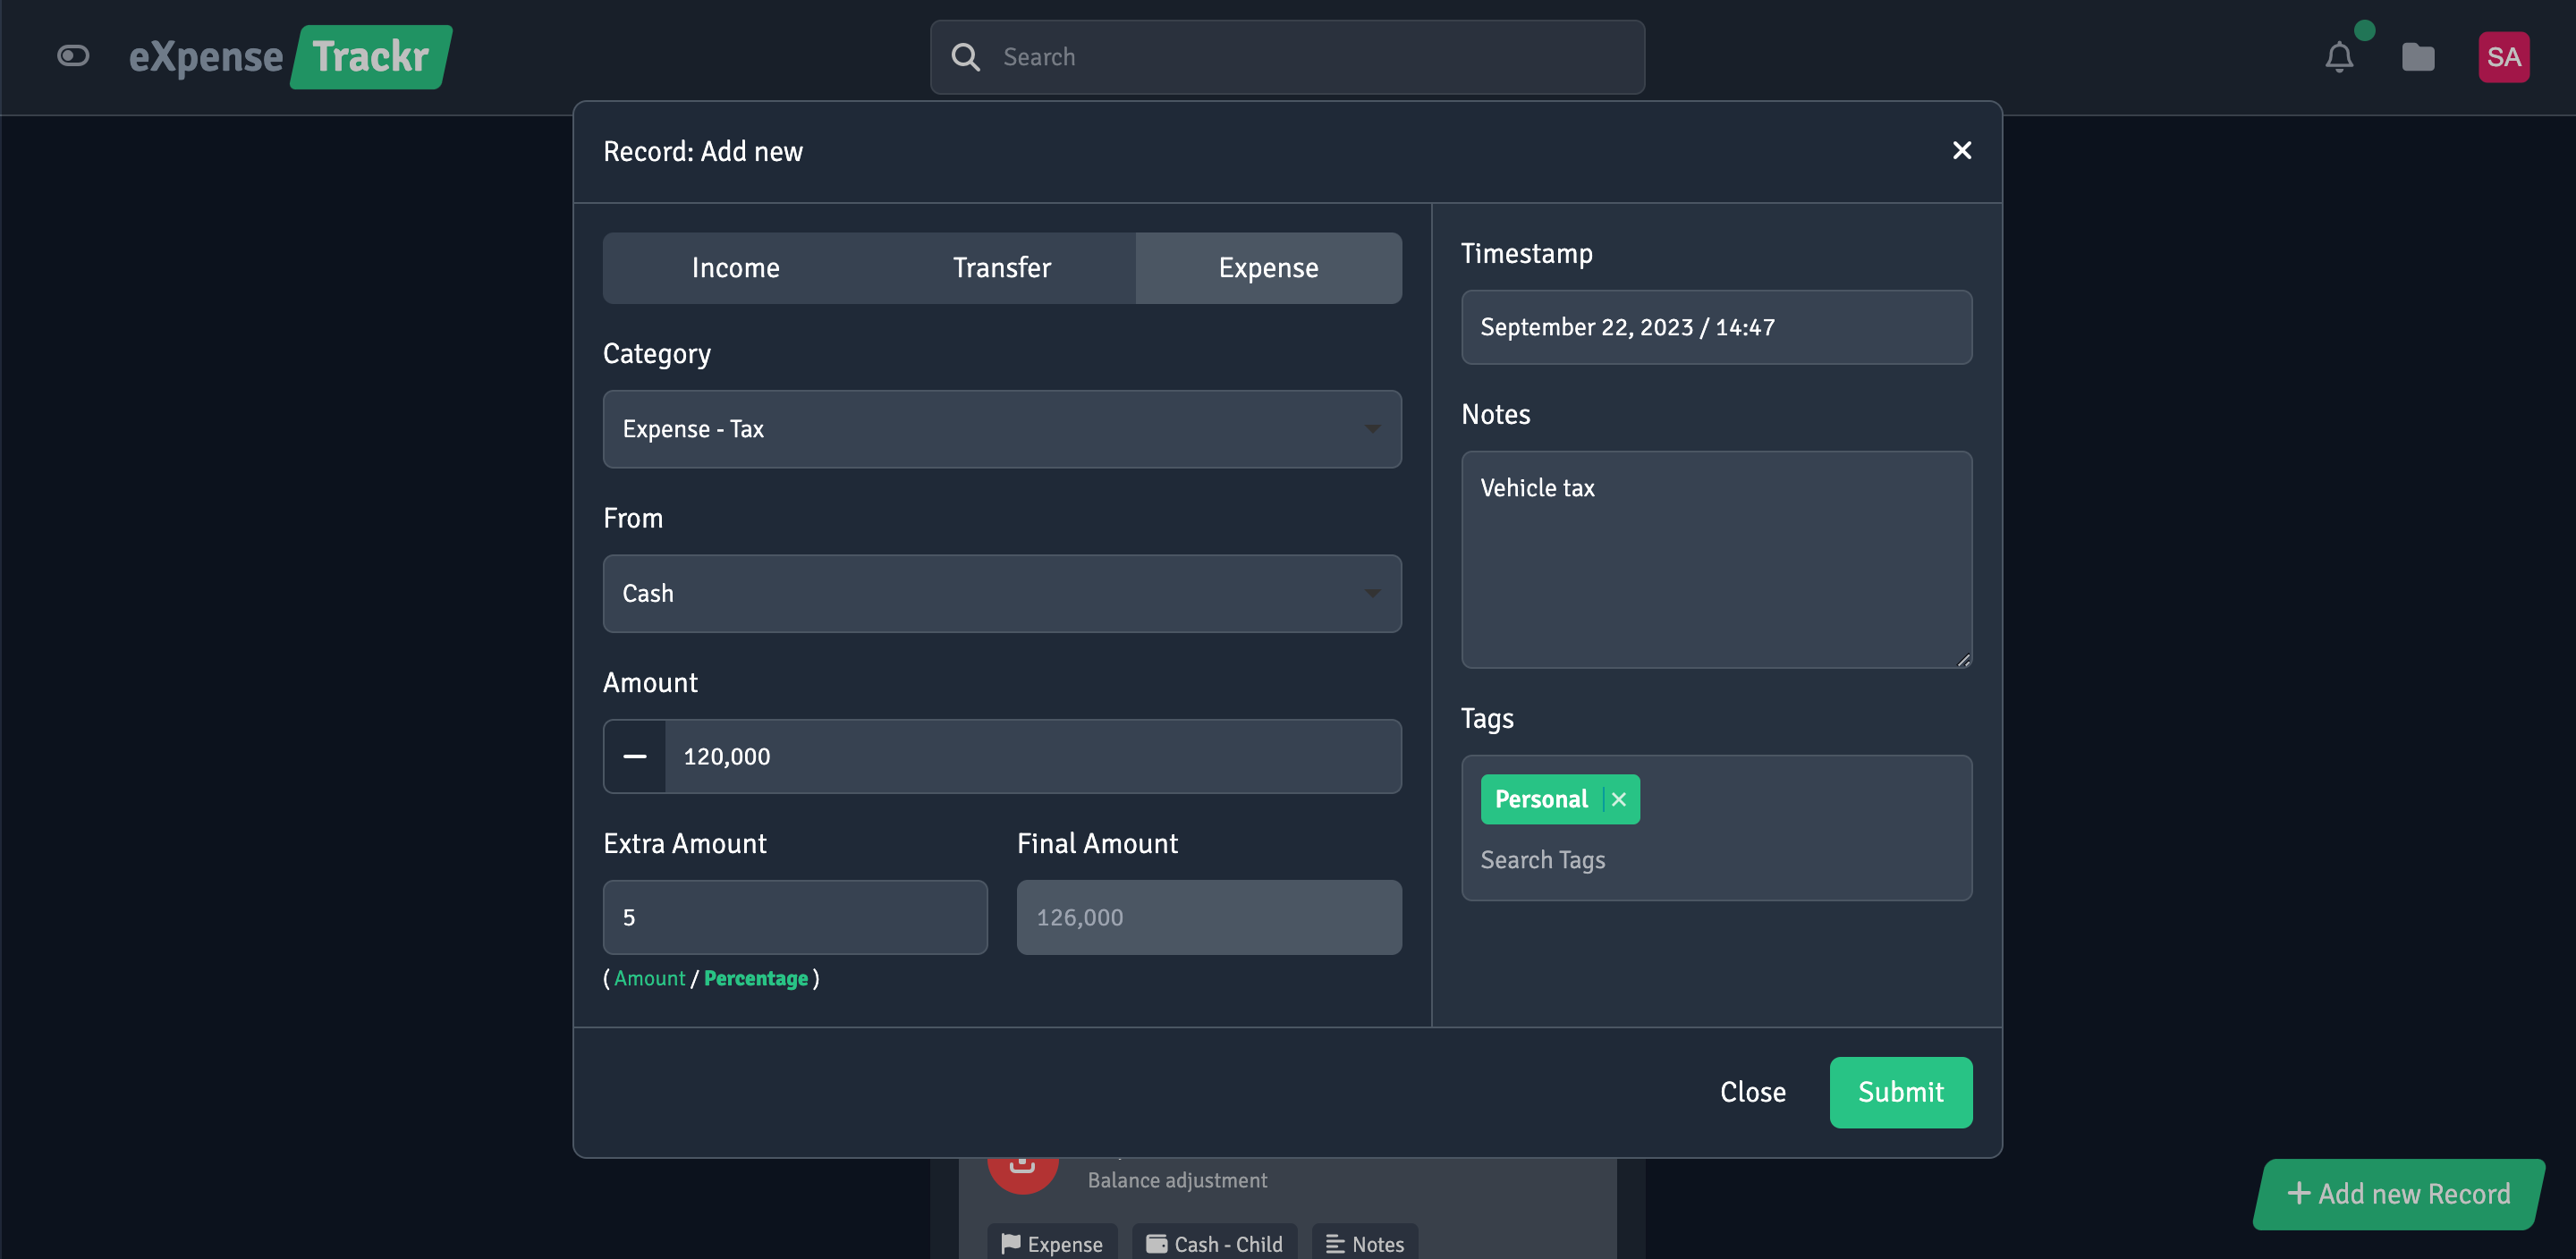 eXpense Trackr
Search
SA
Record: Add new
Income
Transfer
Expense
Category
Expense - Tax
From
Cash
Amount
120,000
Extra Amount
Final Amount
5
126,000
( Amount / Percentage )
Timestamp
September 22, 2023 / 14:47
Notes
Vehicle tax
Tags
Personal
Search Tags
Close
Submit
Balance adjustment
Expense
Cash - Child
Notes
Add new Record